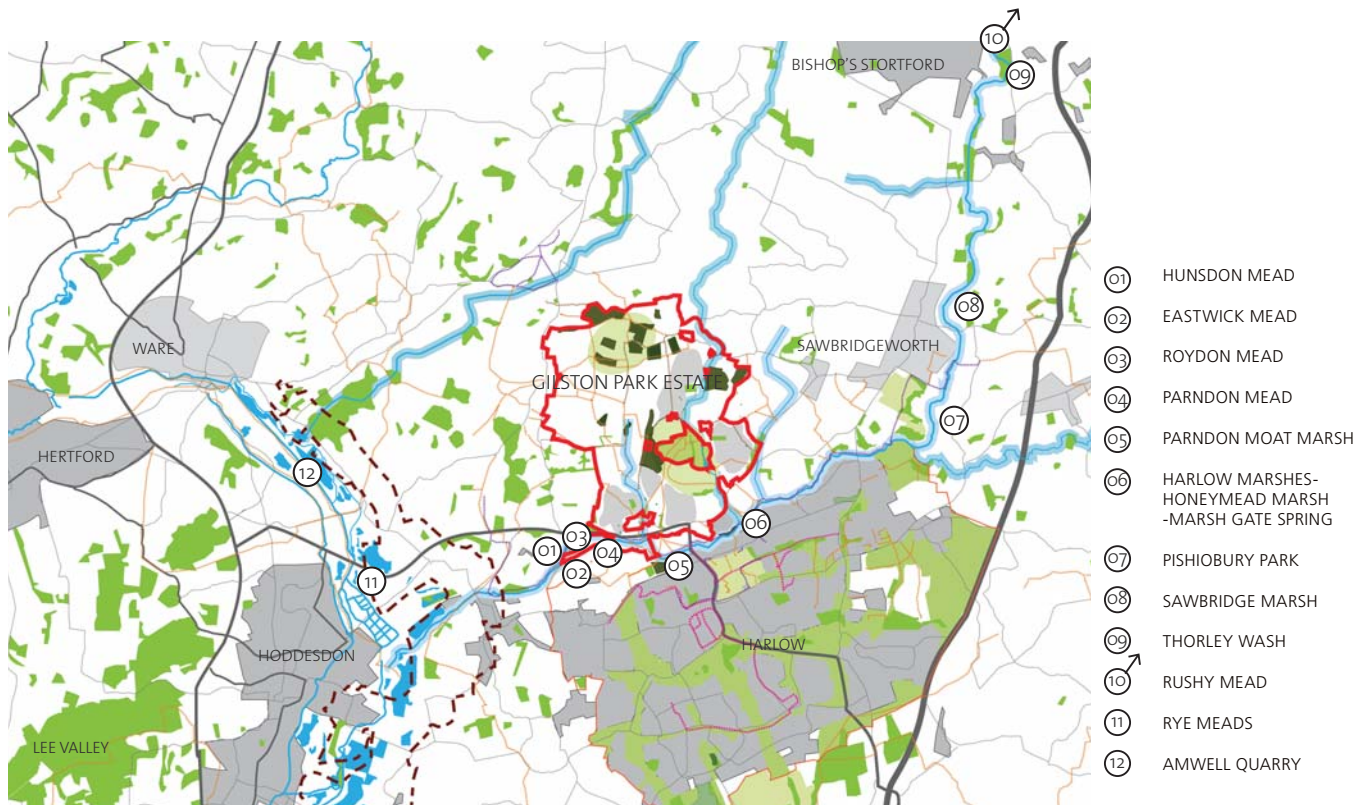 10
BISHOP'S STORTFORD
09
08
WARE
SAWBRIDGEWORTH
GILSTON PARK ESTATE
07
HERTFORD
12
06
03
01
04
02
05
11
HARLOW
HODDESDON
LEE VALLEY
01 HUNSDON MEAD
02 EASTWICK MEAD
03 ROYDON MEAD
04 PARNDON MEAD
05 PARNDON MOAT MARSH
06 HARLOW MARSHES-
HONEYMEAD MARSH
-MARSH GATE SPRING
07 PISHIOBURY PARK
08 SAWBRIDGE MARSH
09 THORLEY WASH
10 RUSHY MEAD
11 RYE MEADS
12 AMWELL QUARRY